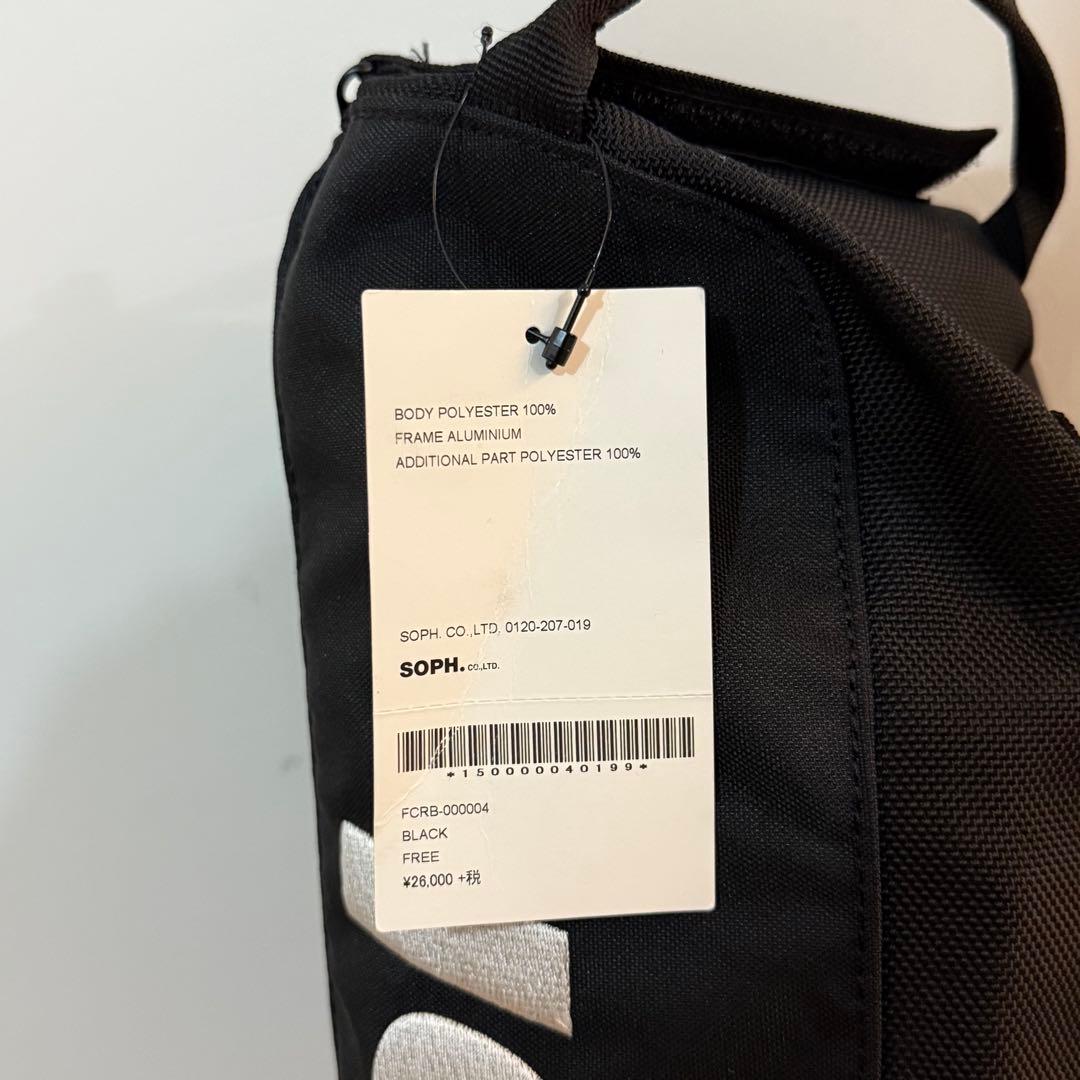 BODY POLYESTER 100%
FRAME ALUMINIUM
ADDITIONAL PART POLYESTER 100%
SOPH. CO.,LTD. 0120-207-019
SOPH. CO.,LTD.
*150000040199*
FCRB-000004
BLACK
FREE
¥26,000 +税